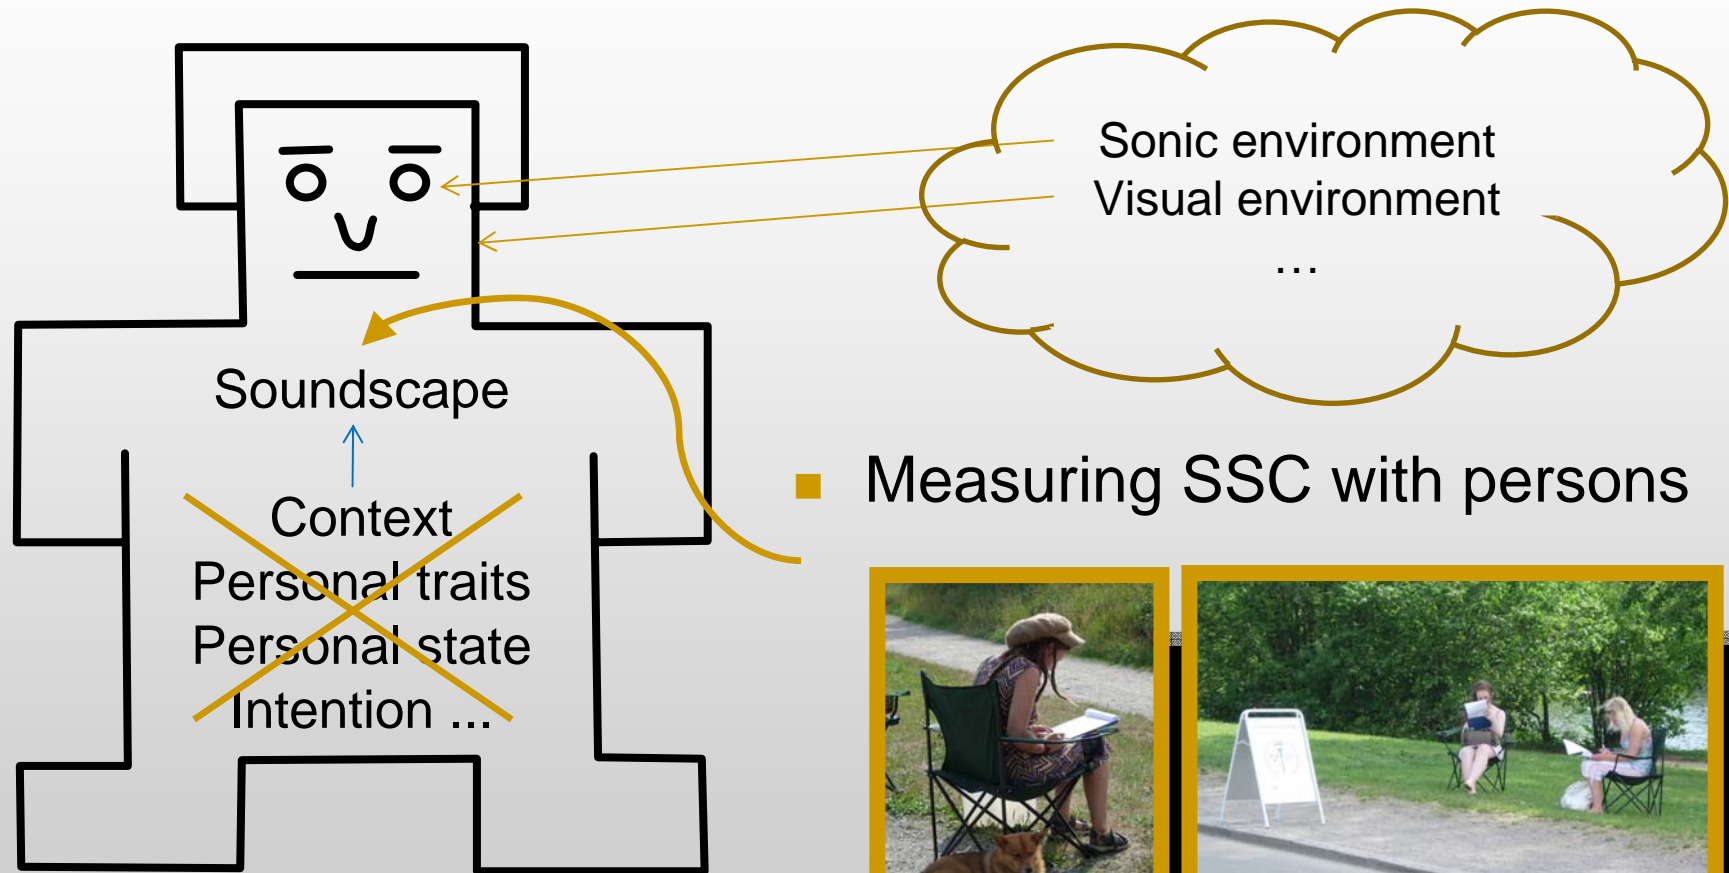 Sonic environment
Visual environment
...
Soundscape
Context
Personal traits
Personal state
Intention ...
Measuring SSC with persons